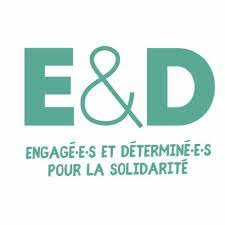 E&D
ENGAGÉ·E·S ET DÉTERMINÉ·E·S
POUR LA SOLIDARITÉ